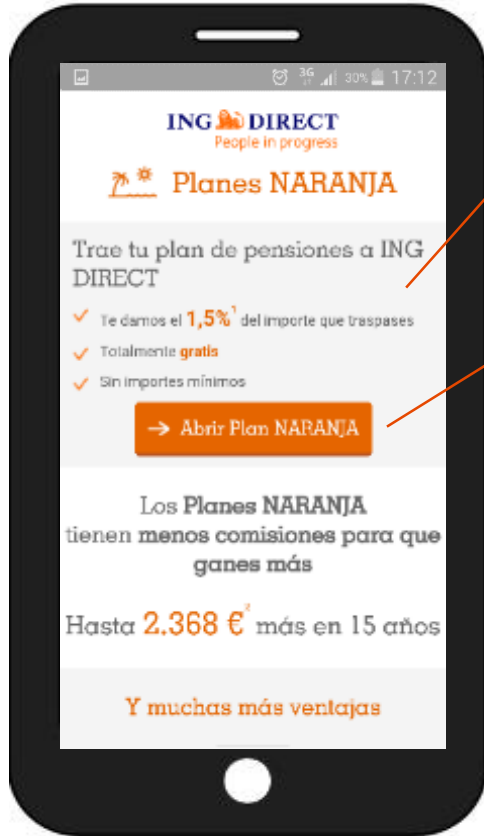 3G 30% 17:12
ING DIRECT
People in progress
Planes NARANJA
Trae tu plan de pensiones a ING
DIRECT
Te damos el 1,5%¹ del importe que traspases
Totalmente gratis
Sin importes mínimos
→ Abrir Plan NARANJA
Los Planes NARANJA
tienen menos comisiones para que
ganes más
Hasta 2.368 €² más en 15 años
Y muchas más ventajas